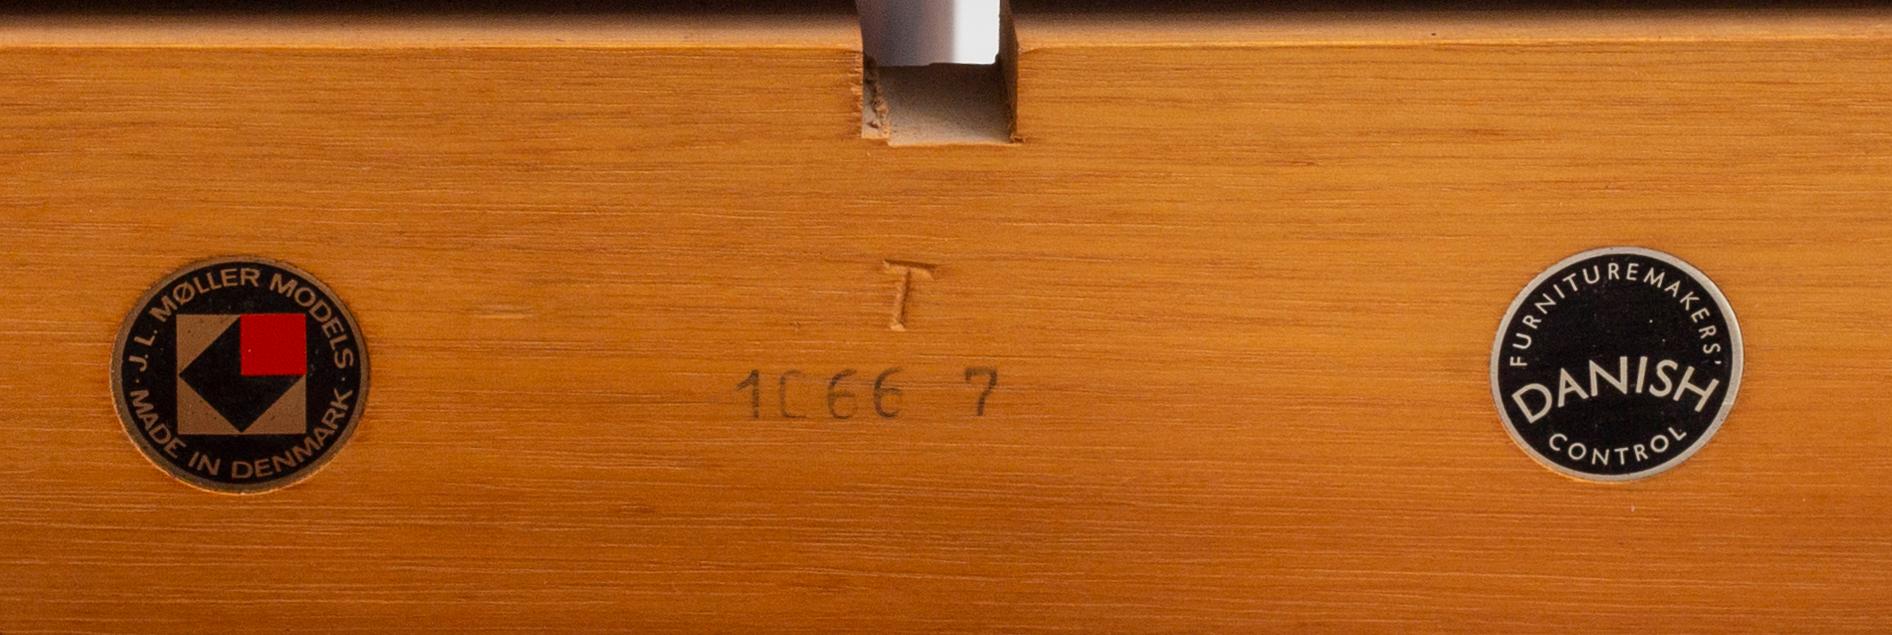 · J. L. MØLLER MODELS ·
MADE IN DENMARK
T
1066 7
FURNITUREMAKERS'
DANISH
CONTROL